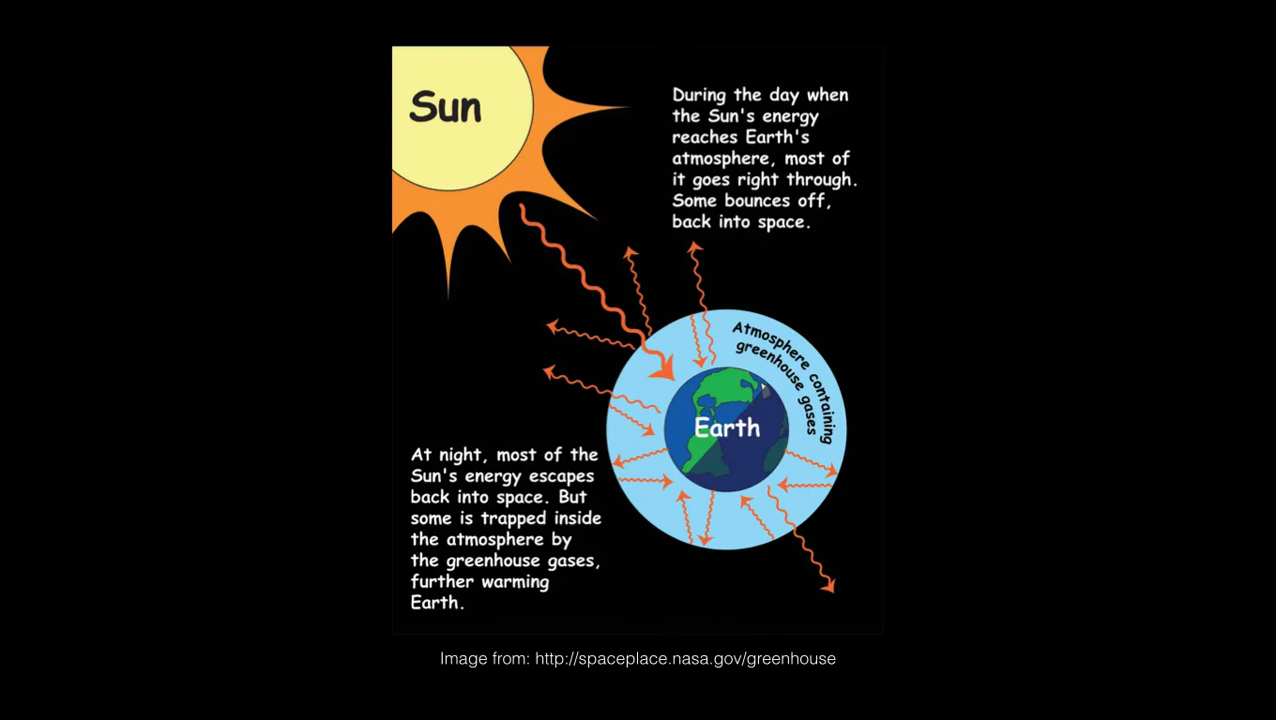 Sun
During the day when
the Sun's energy
reaches Earth's
atmosphere, most of
it goes right through.
Some bounces off,
back into space.
Atmosphere containing
greenhouse gases
Earth
At night, most of the
Sun's energy escapes
back into space. But
some is trapped inside
the atmosphere by
the greenhouse gases,
further warming
Earth.
Image from: http://spaceplace.nasa.gov/greenhouse